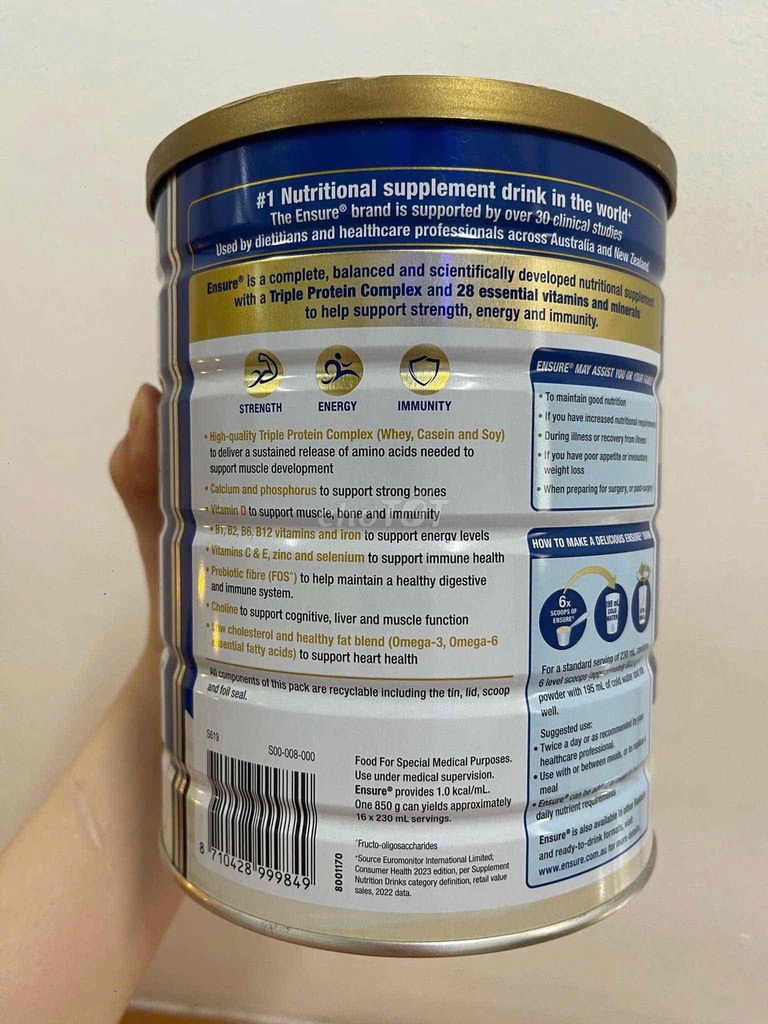 #1 Nutritional supplement drink in the world⁺
The Ensure® brand is supported by over 30 clinical studies
Used by dietitians and healthcare professionals across Australia and New Zealand
Ensure® is a complete, balanced and scientifically developed nutritional supplement
with a Triple Protein Complex and 28 essential vitamins and minerals
to help support strength, energy and immunity.
STRENGTH ENERGY IMMUNITY
• High-quality Triple Protein Complex (Whey, Casein and Soy)
to deliver a sustained release of amino acids needed to
support muscle development
• Calcium and phosphorus to support strong bones
• Vitamin D to support muscle, bone and immunity
• B1, B2, B6, B12 vitamins and iron to support energy levels
• Vitamins C & E, zinc and selenium to support immune health
• Prebiotic fibre (FOS^) to help maintain a healthy digestive
and immune system.
• Choline to support cognitive, liver and muscle function
• Low cholesterol and healthy fat blend (Omega-3, Omega-6
essential fatty acids) to support heart health
All components of this pack are recyclable including the tin, lid, scoop
and foil seal.
S619
S00-008-000
8 710428 999849
8001170
Food For Special Medical Purposes.
Use under medical supervision.
Ensure® provides 1.0 kcal/mL.
One 850 g can yields approximately
16 x 230 mL servings.
^Fructo-oligosaccharides
⁺Source Euromonitor International Limited;
Consumer Health 2023 edition, per Supplement
Nutrition Drinks category definition, retail value
sales, 2022 data.
ENSURE® MAY ASSIST YOU OR YOUR
• To maintain good nutrition
• If you have increased nutritional requirements
• During illness or recovery from illness
• If you have poor appetite or involuntary
weight loss
• When preparing for surgery, or post-surgery
HOW TO MAKE A DELICIOUS ENSURE® DRINK
6x
SCOOPS OF
ENSURE®
195 mL
COLD
WATER
For a standard serving of 230 mL,
6 level scoops
powder with 195 mL of cold water
well.
Suggested use:
• Twice a day or as recommended by your
healthcare professional.
• Use with or between meals, or
meal
• Ensure® can be
daily nutrient requirements
Ensure® is also available in other
and ready-to-drink formats, visit
www.ensure.com.au for more details.
CHOTỐT